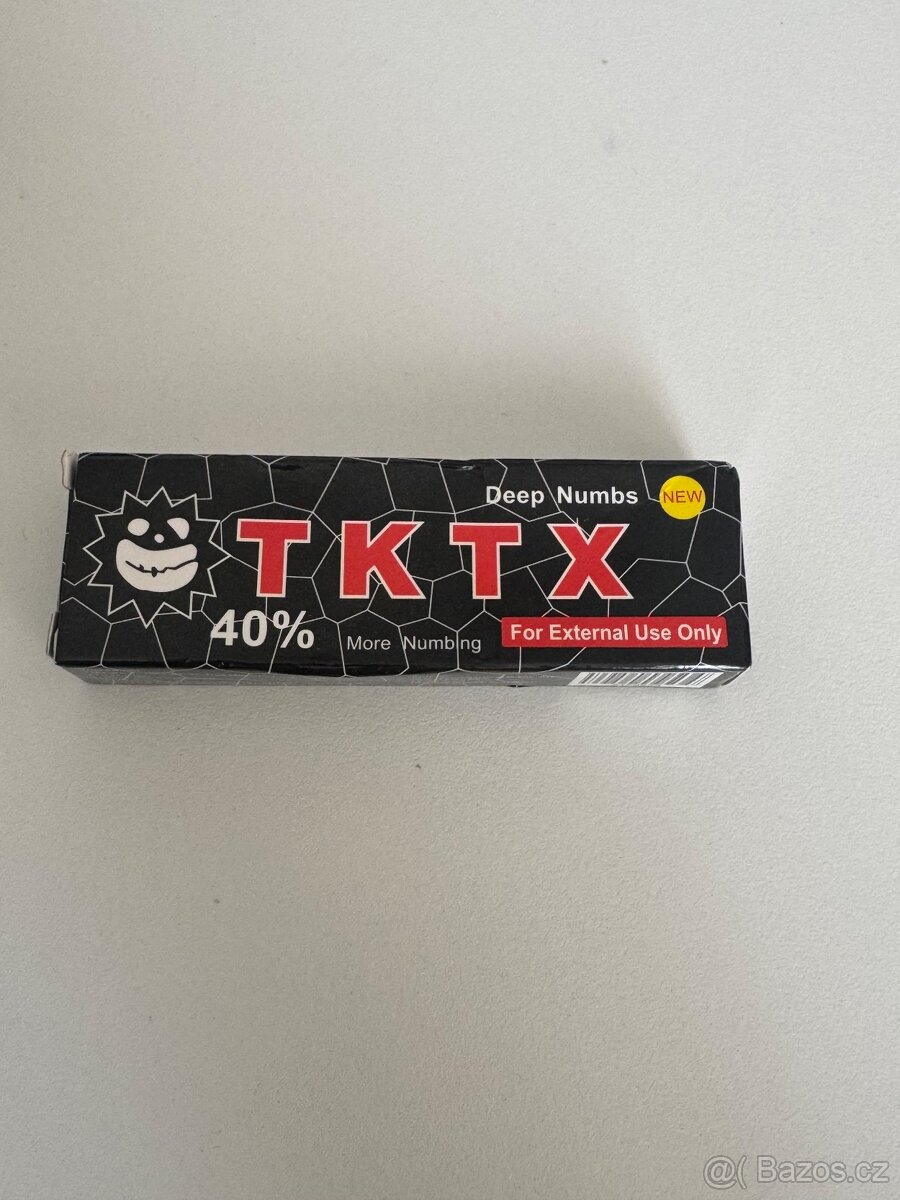 Deep Numbs NEW
TKTX
40% More Numbing For External Use Only
@( Bazos.cz